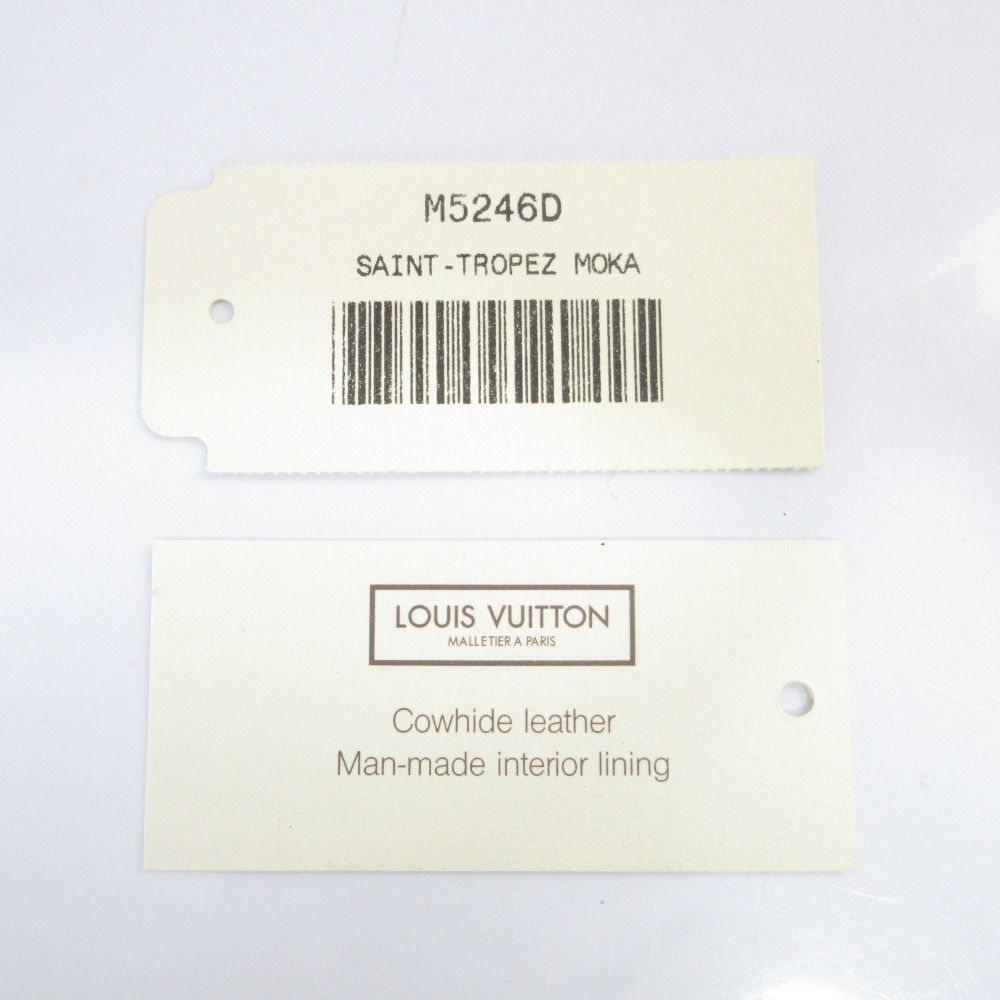 M5246D
SAINT-TROPEZ MOKA
LOUIS VUITTON
MALLETIER A PARIS
Cowhide leather
Man-made interior lining